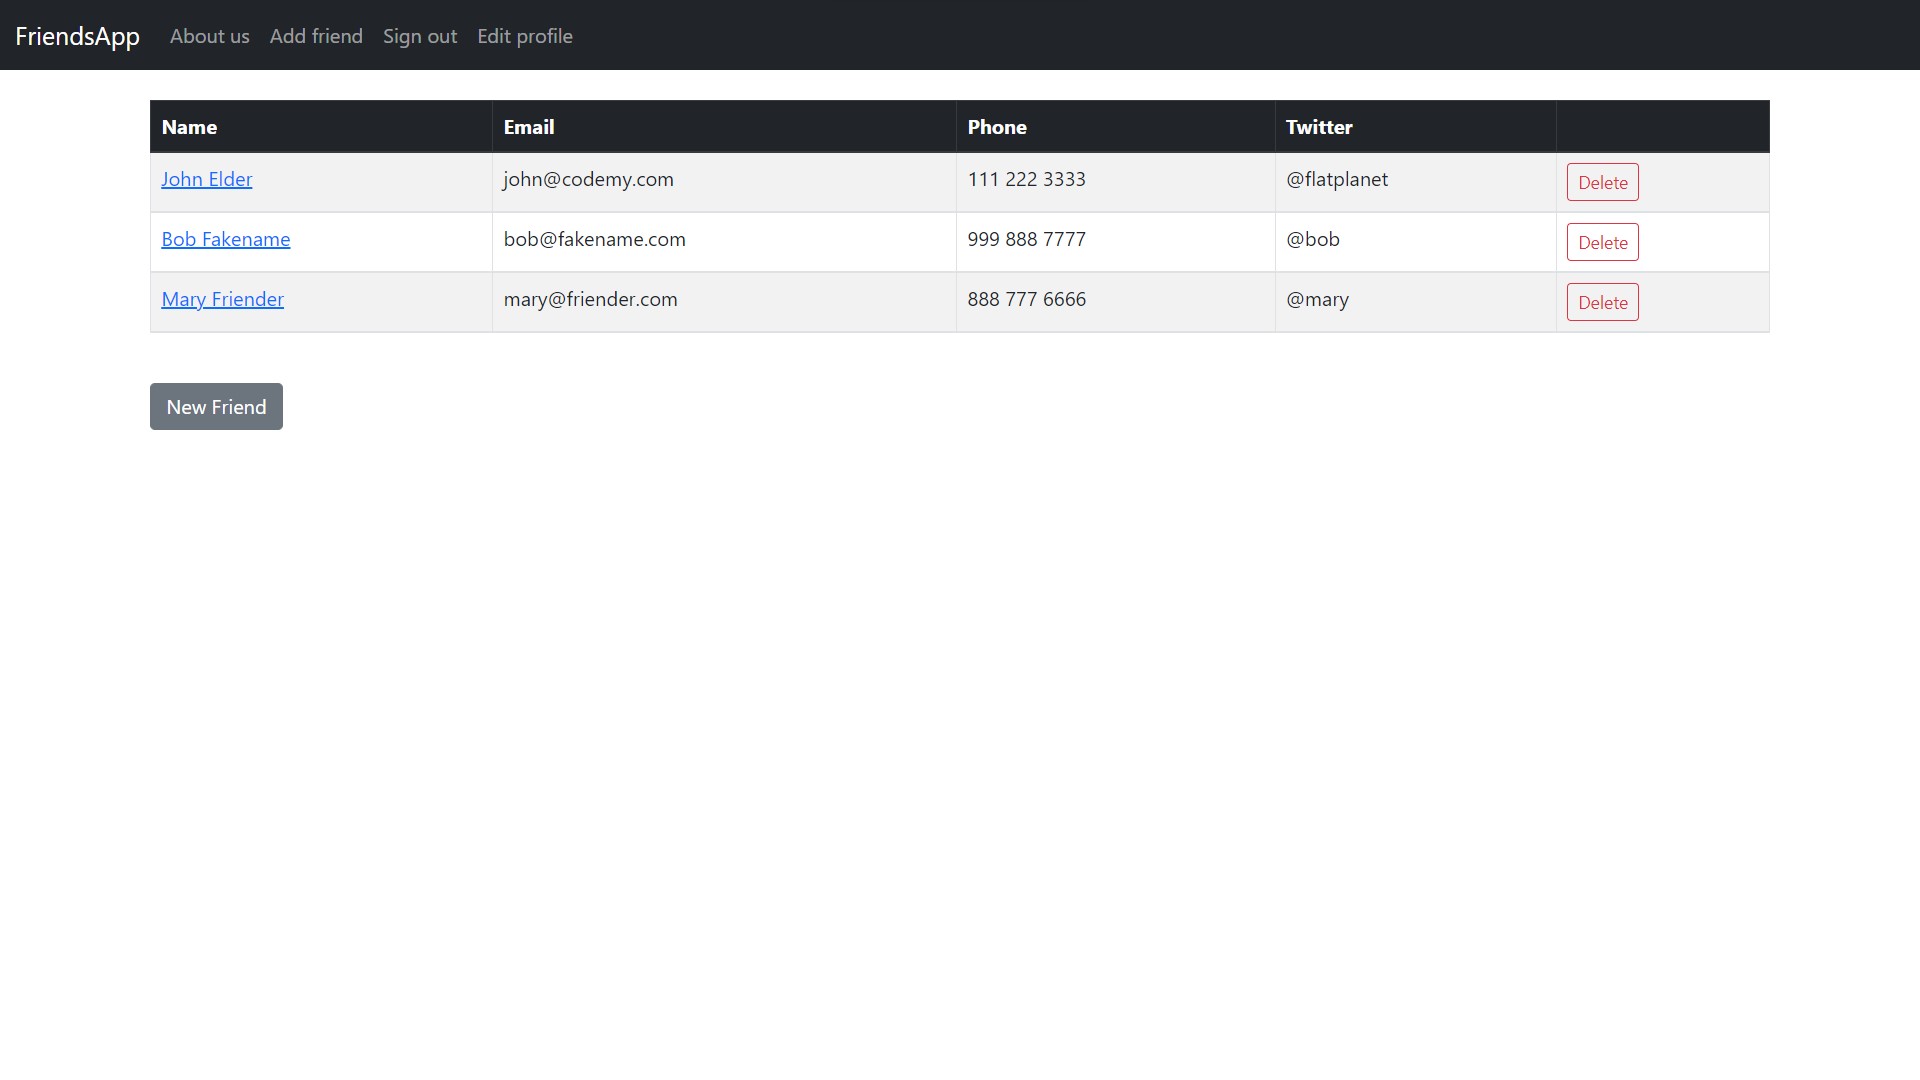 FriendsApp About us Add friend Sign out Edit profile
Name Email Phone Twitter
John Elder john@codemy.com 111 222 3333 @flatplanet Delete
Bob Fakename bob@fakename.com 999 888 7777 @bob Delete
Mary Friender mary@friender.com 888 777 6666 @mary Delete
New Friend